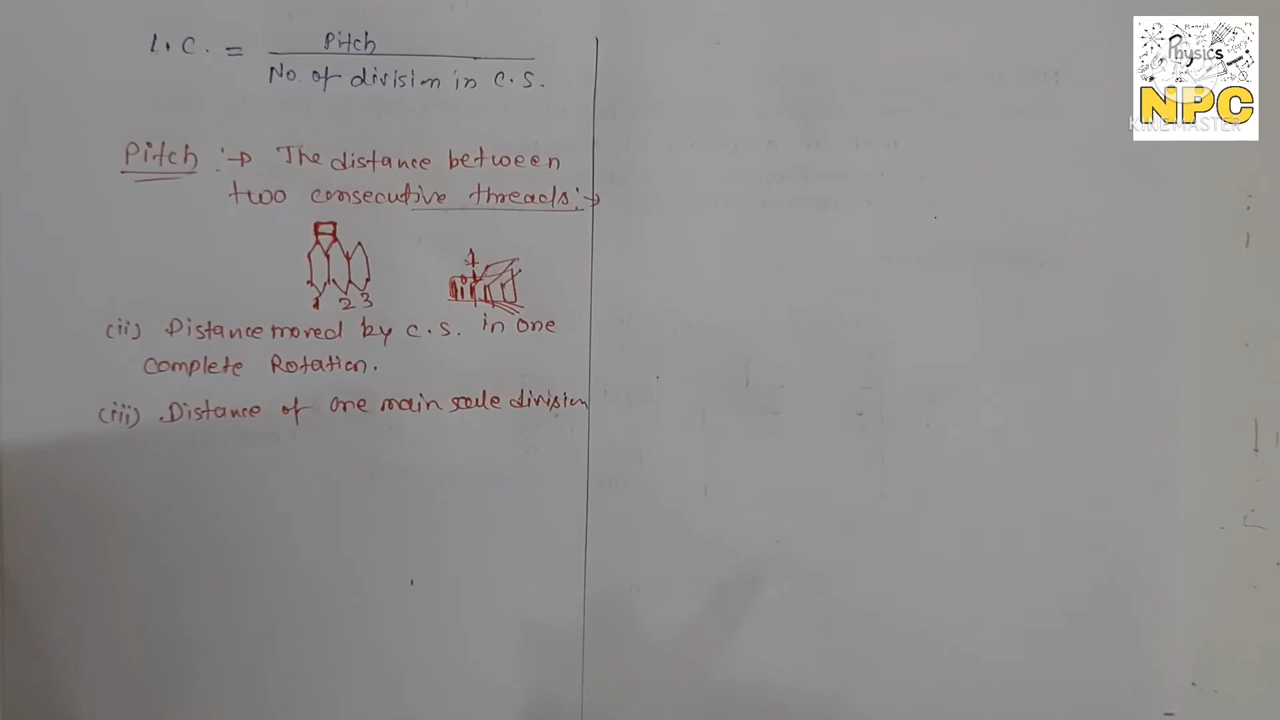 L.C. = Pitch
No. of division in C.S.
Pitch :→ The distance between
two consecutive threads:→
1 2 3
(ii) Distance moved by C.S. in one
complete Rotation.
(iii) Distance of one main scale division
Physics
NPC
KINEMASTER